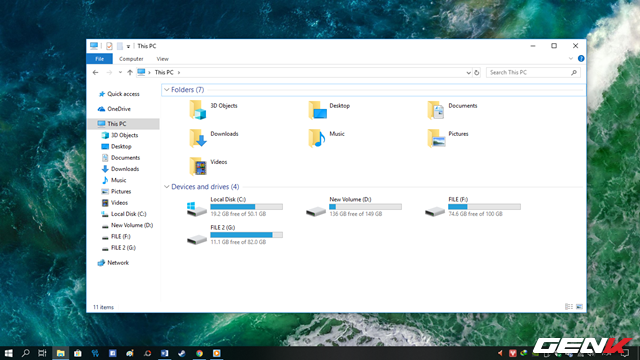 This PC
File Computer View
This PC
Search This PC
Quick access
OneDrive
This PC
3D Objects
Desktop
Documents
Downloads
Music
Pictures
Videos
Local Disk (C:)
New Volume (D:)
FILE (F:)
FILE 2 (G:)
Network
Folders (7)
3D Objects Desktop Documents
Downloads Music Pictures
Videos
Devices and drives (4)
Local Disk (C:) New Volume (D:) FILE (F:)
19.2 GB free of 50.1 GB 136 GB free of 149 GB 74.6 GB free of 100 GB
FILE 2 (G:)
11.1 GB free of 82.0 GB
11 items
GENK